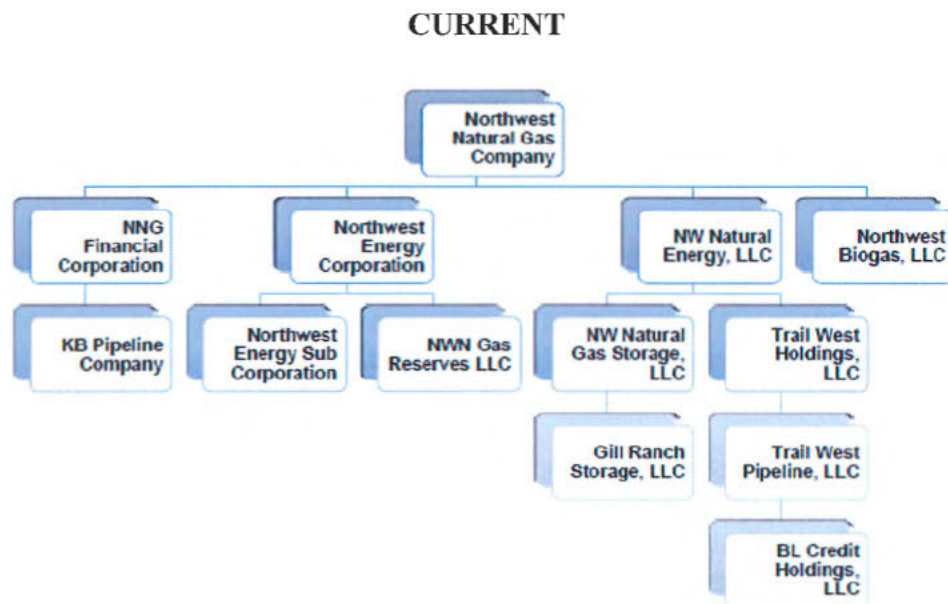 CURRENT
Northwest
Natural Gas
Company
NNG
Financial
Corporation
Northwest
Energy
Corporation
NW Natural
Energy, LLC
Northwest
Biogas, LLC
KB Pipeline
Company
Northwest
Energy Sub
Corporation
NWN Gas
Reserves LLC
NW Natural
Gas Storage,
LLC
Trail West
Holdings,
LLC
Gill Ranch
Storage, LLC
Trail West
Pipeline, LLC
BL Credit
Holdings,
LLC